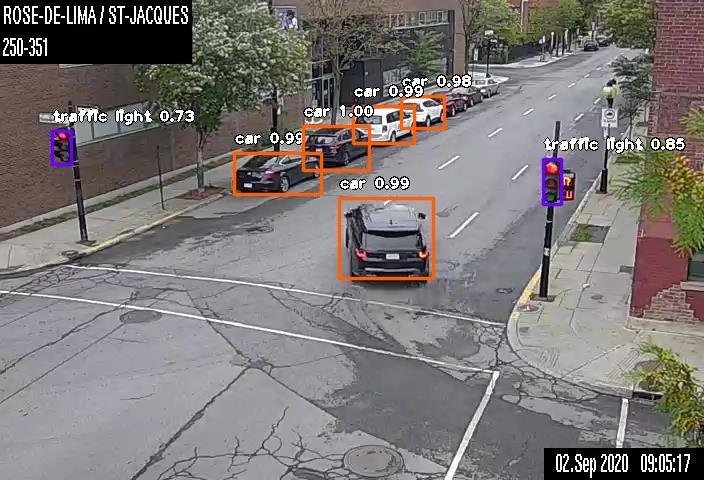 ROSE-DE-LIMA / ST-JACQUES
250-351
car 0.98
car 0.99
car 1.00
traffic light 0.73
car 0.99
traffic light 0.85
car 0.99
02.Sep 2020 09:05:17